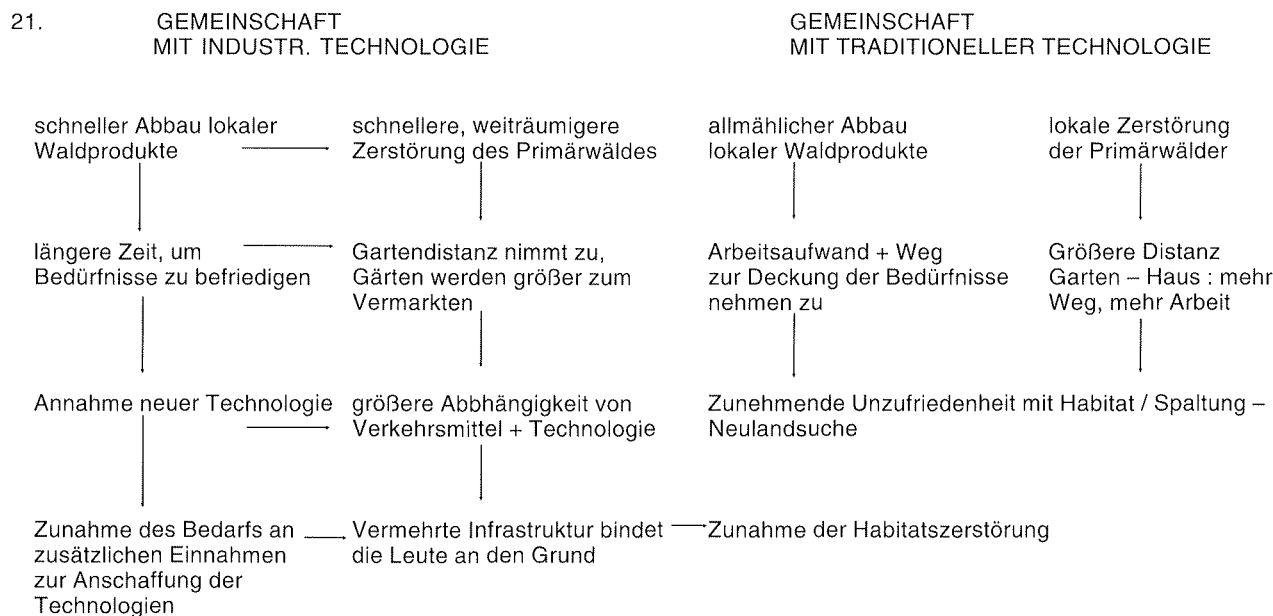 21.
GEMEINSCHAFT
MIT INDUSTR. TECHNOLOGIE
GEMEINSCHAFT
MIT TRADITIONELLER TECHNOLOGIE
schneller Abbau lokaler
Waldprodukte
schnellere, weiträumigere
Zerstörung des Primärwäldes
allmählicher Abbau
lokaler Waldprodukte
lokale Zerstörung
der Primärwälder
längere Zeit, um
Bedürfnisse zu befriedigen
Gartendistanz nimmt zu,
Gärten werden größer zum
Vermarkten
Arbeitsaufwand + Weg
zur Deckung der Bedürfnisse
nehmen zu
Größere Distanz
Garten – Haus : mehr
Weg, mehr Arbeit
Annahme neuer Technologie
größere Abbhängigkeit von
Verkehrsmittel + Technologie
Zunehmende Unzufriedenheit mit Habitat / Spaltung –
Neulandsuche
Zunahme des Bedarfs an
zusätzlichen Einnahmen
zur Anschaffung der
Technologien
Vermehrte Infrastruktur bindet
die Leute an den Grund
Zunahme der Habitatszerstörung